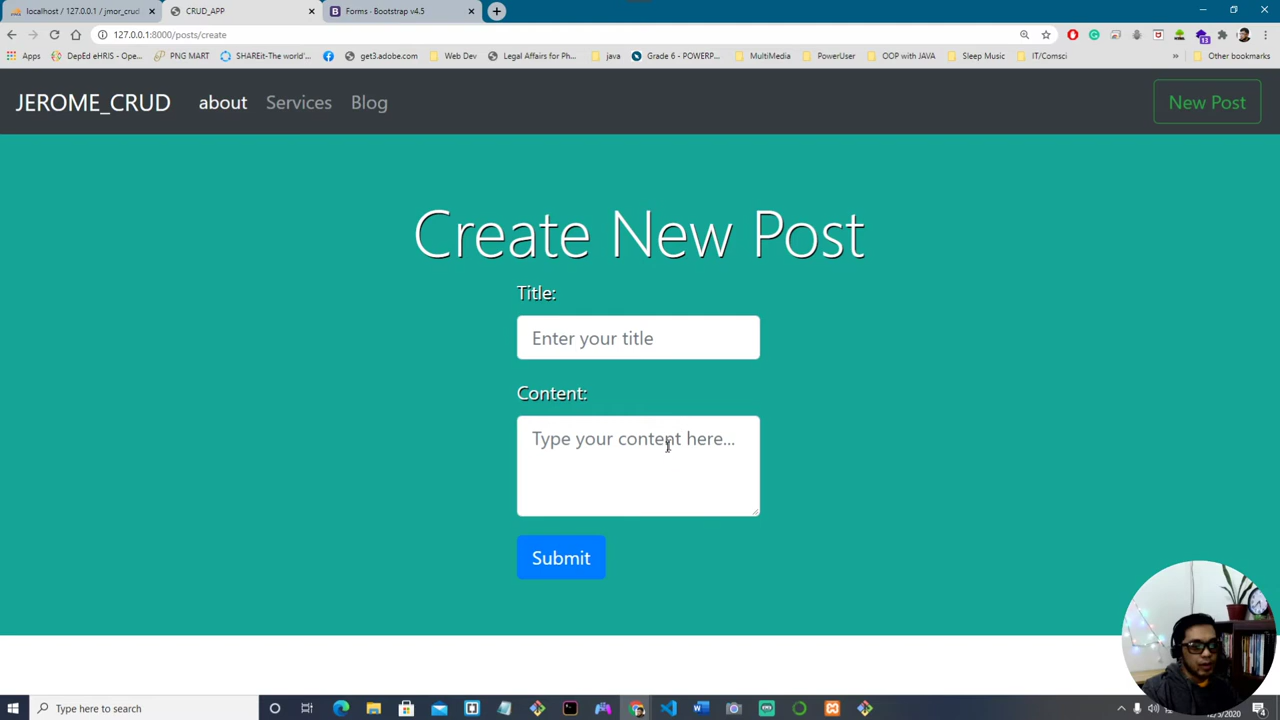 localhost / 127.0.0.1 / jmor_crud
CRUD_APP
Forms · Bootstrap v4.5
127.0.0.1:8000/posts/create
Apps
DepEd eHRIS - Emp...
PNG MART
SHAREit-The world'...
get3.adobe.com
Web Dev
Legal Affairs for Ph...
java
Grade 6 - POWERP...
MultiMedia
PowerUser
OOP with JAVA
Sleep Music
IT/Comsci
»
Other bookmarks
JEROME_CRUD
about
Services
Blog
New Post
Create New Post
Title:
Enter your title
Content:
Type your content here...
Submit
Type here to search